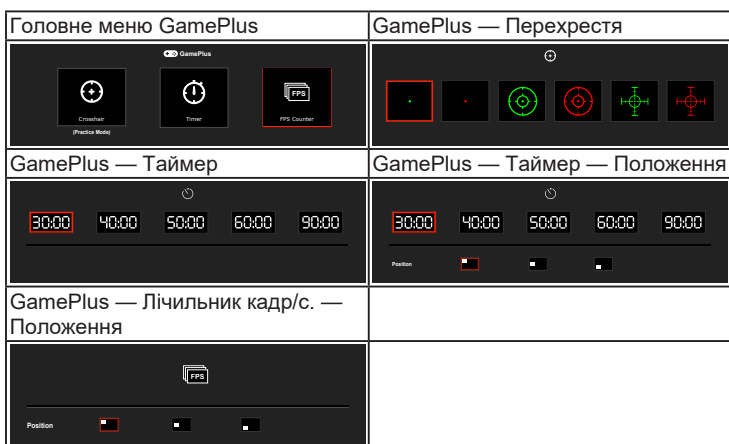 Головне меню GamePlus
GamePlus — Перехрестя
GamePlus
FPS
Crosshair
Timer
FPS Counter
(Practice Mode)
GamePlus — Таймер
GamePlus — Таймер — Положення
30:00 40:00 50:00 60:00 90:00
30:00 40:00 50:00 60:00 90:00
Position
GamePlus — Лічильник кадр/с. —
Положення
FPS
Position